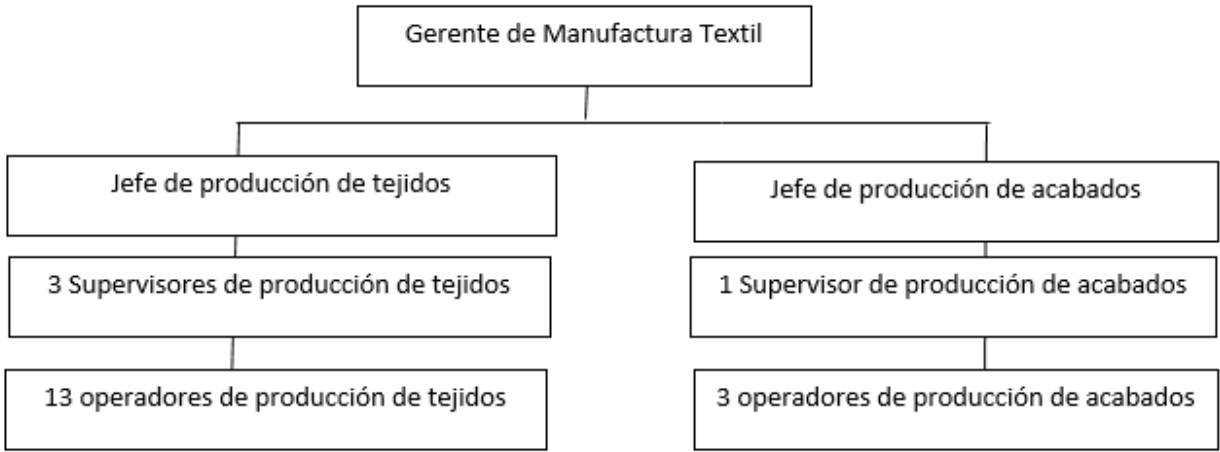 Gerente de Manufactura Textil
Jefe de producción de tejidos
Jefe de producción de acabados
3 Supervisores de producción de tejidos
1 Supervisor de producción de acabados
13 operadores de producción de tejidos
3 operadores de producción de acabados